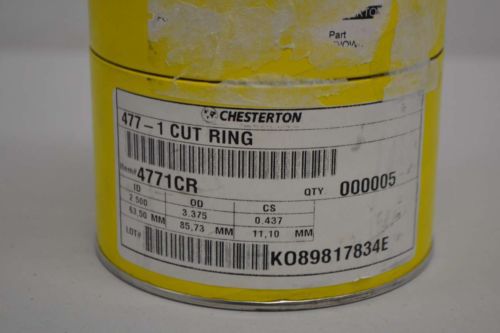 Part
CHESTERTON
477-1 CUT RING
Item# 4771CR QTY 000005
ID OD CS
2.500 3.375 0.437
63,50 MM 85,73 MM 11,10 MM
LOT# KO89817834E